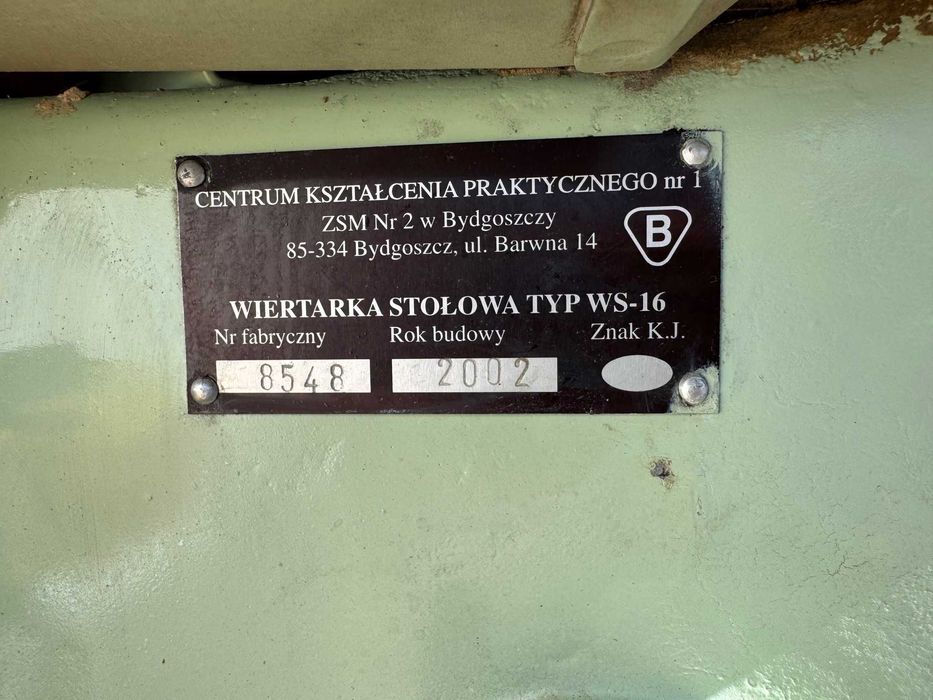 CENTRUM KSZTAŁCENIA PRAKTYCZNEGO nr 1
ZSM Nr 2 w Bydgoszczy
85-334 Bydgoszcz, ul. Barwna 14
B
WIERTARKA STOŁOWA TYP WS-16
Nr fabryczny Rok budowy Znak K.J.
8548 2002